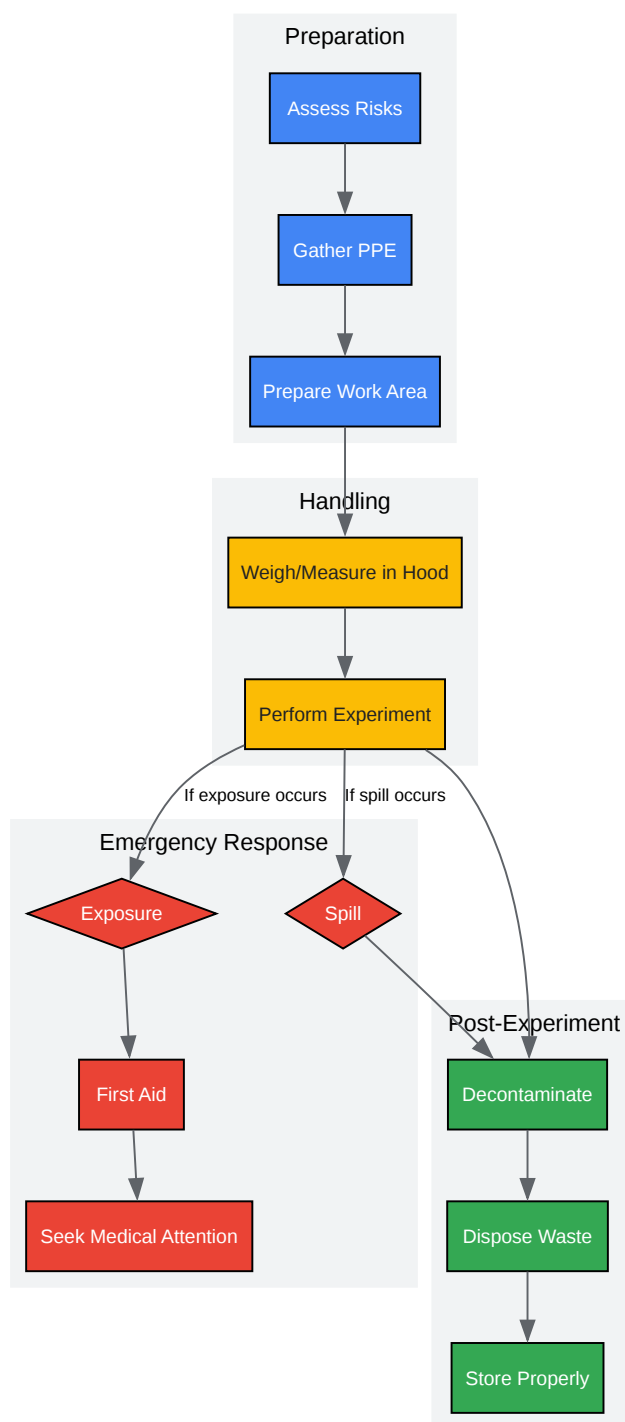 Preparation
Assess Risks
Gather PPE
Prepare Work Area
Handling
Weigh/Measure in Hood
Perform Experiment
If exposure occurs
If spill occurs
Emergency Response
Exposure
Spill
Post-Experiment
First Aid
Decontaminate
Seek Medical Attention
Dispose Waste
Store Properly